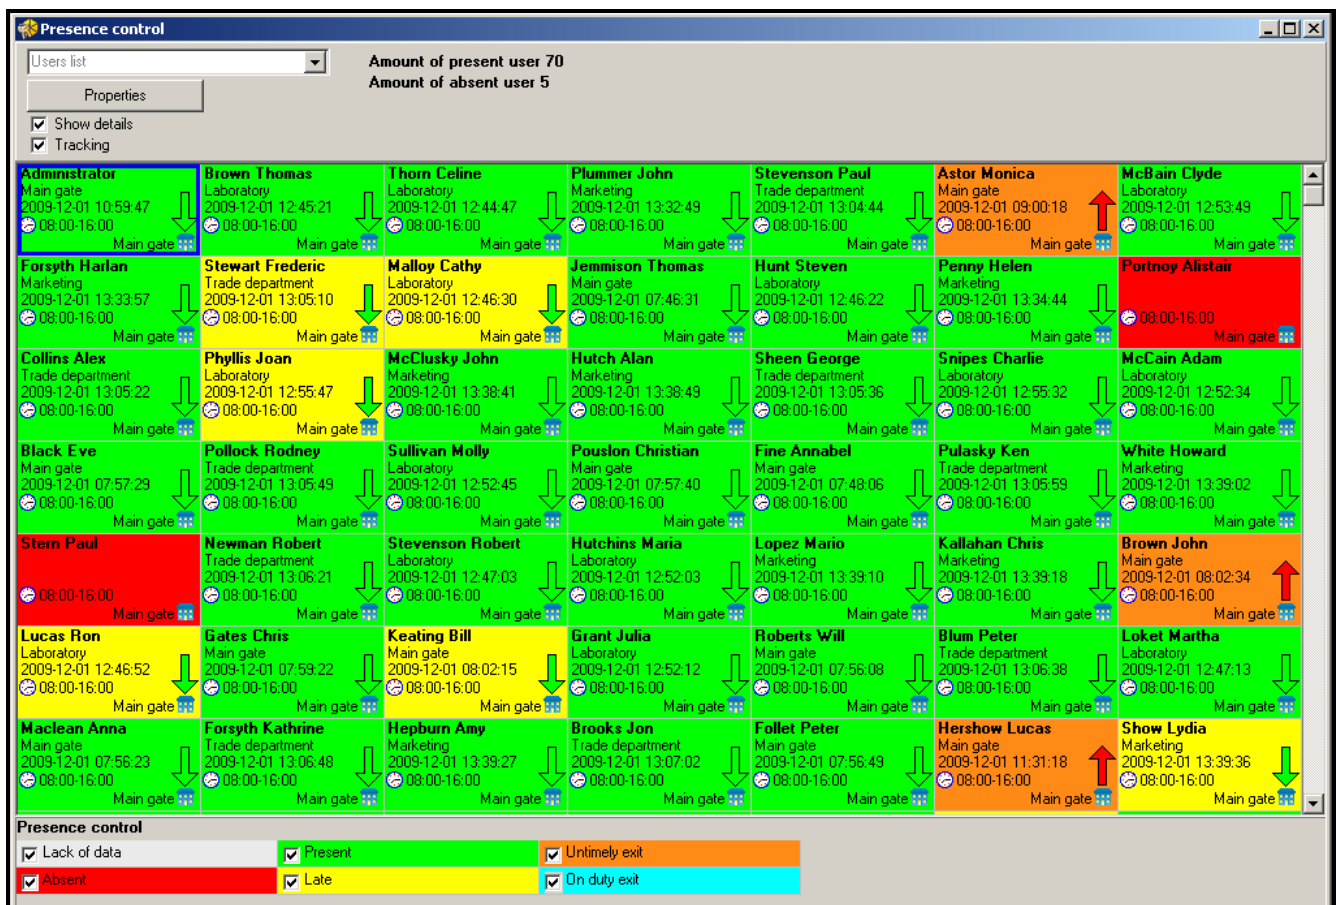 Presence control
Users list
Amount of present user 70
Amount of absent user 5
Properties
Show details
Tracking
Administrator
Main gate
2009-12-01 10:59:47
08:00-16:00
Main gate
Brown Thomas
Laboratory
2009-12-01 12:45:21
08:00-16:00
Main gate
Thorn Celine
Laboratory
2009-12-01 12:44:47
08:00-16:00
Main gate
Plummer John
Marketing
2009-12-01 13:32:49
08:00-16:00
Main gate
Stevenson Paul
Trade department
2009-12-01 13:04:44
08:00-16:00
Main gate
Astor Monica
Main gate
2009-12-01 09:00:18
08:00-16:00
Main gate
McBain Clyde
Laboratory
2009-12-01 12:53:49
08:00-16:00
Main gate
Forsyth Harlan
Marketing
2009-12-01 13:33:57
08:00-16:00
Main gate
Stewart Frederic
Trade department
2009-12-01 13:05:10
08:00-16:00
Main gate
Malloy Cathy
Laboratory
2009-12-01 12:46:30
08:00-16:00
Main gate
Jemmison Thomas
Main gate
2009-12-01 07:46:31
08:00-16:00
Main gate
Hunt Steven
Laboratory
2009-12-01 12:46:22
08:00-16:00
Main gate
Penny Helen
Marketing
2009-12-01 13:34:44
08:00-16:00
Main gate
Portnoy Alistair
08:00-16:00
Main gate
Collins Alex
Trade department
2009-12-01 13:05:22
08:00-16:00
Main gate
Phyllis Joan
Laboratory
2009-12-01 12:55:47
08:00-16:00
Main gate
McClusky John
Marketing
2009-12-01 13:38:41
08:00-16:00
Main gate
Hutch Alan
Marketing
2009-12-01 13:38:49
08:00-16:00
Main gate
Sheen George
Trade department
2009-12-01 13:05:36
08:00-16:00
Main gate
Snipes Charlie
Laboratory
2009-12-01 12:55:32
08:00-16:00
Main gate
McCain Adam
Laboratory
2009-12-01 12:52:34
08:00-16:00
Main gate
Black Eve
Main gate
2009-12-01 07:57:29
08:00-16:00
Main gate
Pollock Rodney
Trade department
2009-12-01 13:05:49
08:00-16:00
Main gate
Sullivan Molly
Laboratory
2009-12-01 12:52:45
08:00-16:00
Main gate
Pouslon Christian
Main gate
2009-12-01 07:57:40
08:00-16:00
Main gate
Fine Annabel
Main gate
2009-12-01 07:48:06
08:00-16:00
Main gate
Pulasky Ken
Trade department
2009-12-01 13:05:59
08:00-16:00
Main gate
White Howard
Marketing
2009-12-01 13:39:02
08:00-16:00
Main gate
Stern Paul
08:00-16:00
Main gate
Newman Robert
Trade department
2009-12-01 13:06:21
08:00-16:00
Main gate
Stevenson Robert
Laboratory
2009-12-01 12:47:03
08:00-16:00
Main gate
Hutchins Maria
Laboratory
2009-12-01 12:52:03
08:00-16:00
Main gate
Lopez Mario
Marketing
2009-12-01 13:39:10
08:00-16:00
Main gate
Kallahan Chris
Marketing
2009-12-01 13:39:18
08:00-16:00
Main gate
Brown John
Main gate
2009-12-01 08:02:34
08:00-16:00
Main gate
Lucas Ron
Laboratory
2009-12-01 12:46:52
08:00-16:00
Main gate
Gates Chris
Main gate
2009-12-01 07:59:22
08:00-16:00
Main gate
Keating Bill
Main gate
2009-12-01 08:02:15
08:00-16:00
Main gate
Grant Julia
Laboratory
2009-12-01 12:52:12
08:00-16:00
Main gate
Roberts Will
Main gate
2009-12-01 07:56:08
08:00-16:00
Main gate
Blum Peter
Trade department
2009-12-01 13:06:38
08:00-16:00
Main gate
Loket Martha
Laboratory
2009-12-01 12:47:13
08:00-16:00
Main gate
Maclean Anna
Main gate
2009-12-01 07:56:23
08:00-16:00
Main gate
Forsyth Kathrine
Trade department
2009-12-01 13:06:48
08:00-16:00
Main gate
Hepburn Amy
Marketing
2009-12-01 13:39:27
08:00-16:00
Main gate
Brooks Jon
Trade department
2009-12-01 13:07:02
08:00-16:00
Main gate
Follet Peter
Main gate
2009-12-01 07:56:49
08:00-16:00
Main gate
Hershow Lucas
Main gate
2009-12-01 11:31:18
08:00-16:00
Main gate
Show Lydia
Marketing
2009-12-01 13:39:36
08:00-16:00
Main gate
Presence control
Lack of data
Present
Untimely exit
Absent
Late
On duty exit